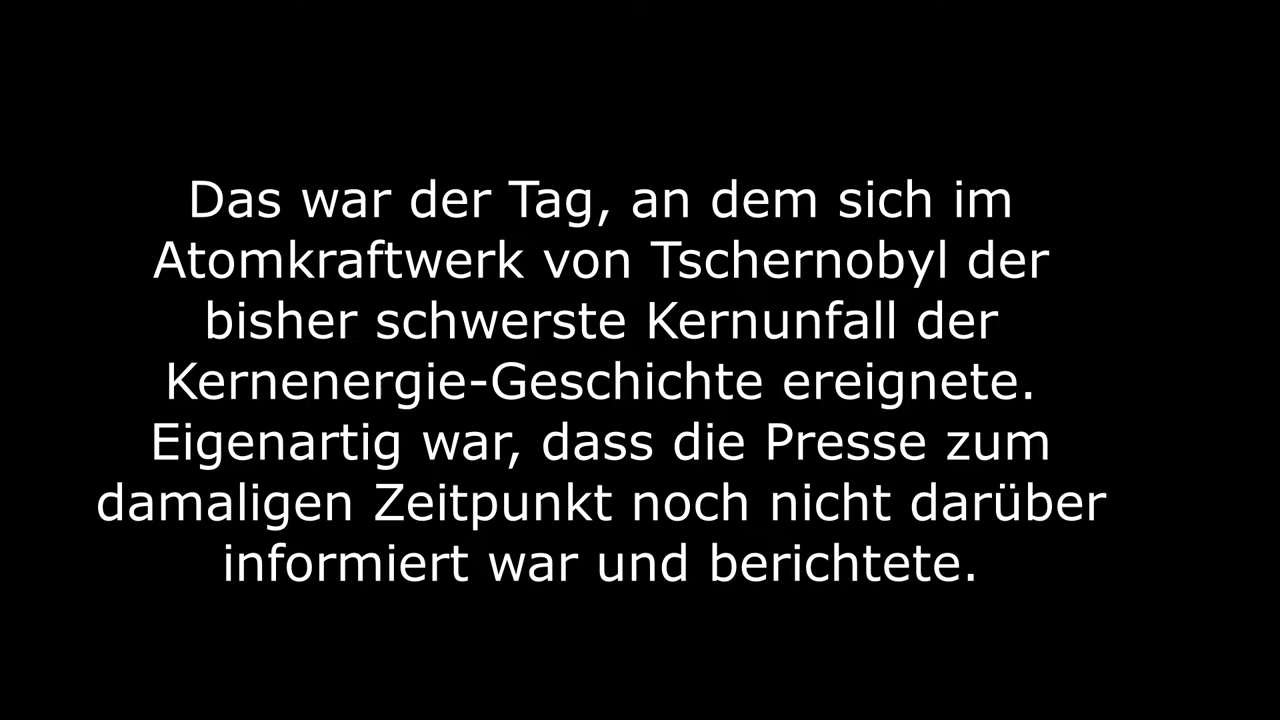 Das war der Tag, an dem sich im
Atomkraftwerk von Tschernobyl der
bisher schwerste Kernunfall der
Kernenergie-Geschichte ereignete.
Eigenartig war, dass die Presse zum
damaligen Zeitpunkt noch nicht darüber
informiert war und berichtete.